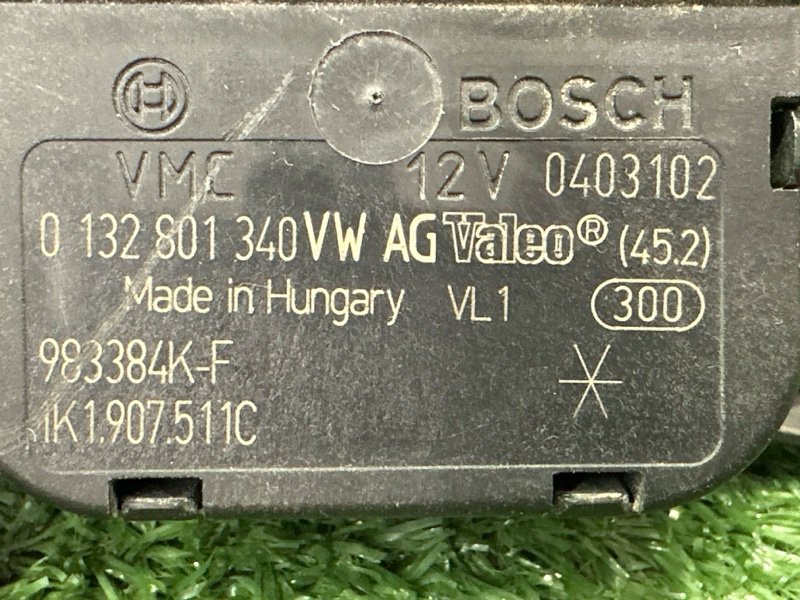 BOSCH
VMC 12V 0403102
0 132 801 340 VW AG Valeo® (45.2)
Made in Hungary VL1 300
983384K-F
1K1.907.511C